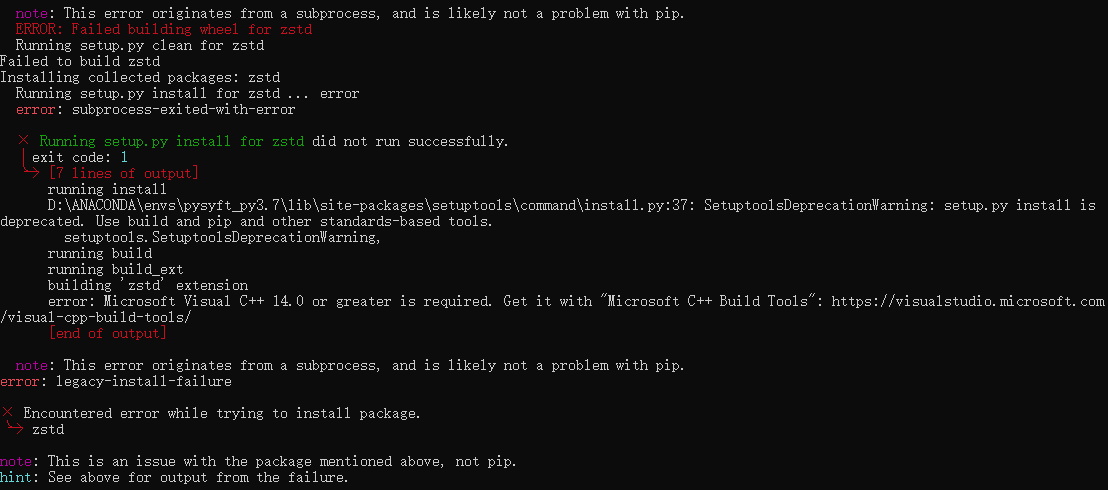 note: This error originates from a subprocess, and is likely not a problem with pip.
ERROR: Failed building wheel for zstd
Running setup.py clean for zstd
Failed to build zstd
Installing collected packages: zstd
Running setup.py install for zstd ... error
error: subprocess-exited-with-error
× Running setup.py install for zstd did not run successfully.
│ exit code: 1
╰─> [7 lines of output]
running install
D:\ANACONDA\envs\pysyft_py3.7\lib\site-packages\setuptools\command\install.py:37: SetuptoolsDeprecationWarning: setup.py install is
deprecated. Use build and pip and other standards-based tools.
setuptools.SetuptoolsDeprecationWarning,
running build
running build_ext
building 'zstd' extension
error: Microsoft Visual C++ 14.0 or greater is required. Get it with "Microsoft C++ Build Tools": https://visualstudio.microsoft.com
/visual-cpp-build-tools/
[end of output]
note: This error originates from a subprocess, and is likely not a problem with pip.
error: legacy-install-failure
× Encountered error while trying to install package.
╰─> zstd
note: This is an issue with the package mentioned above, not pip.
hint: See above for output from the failure.